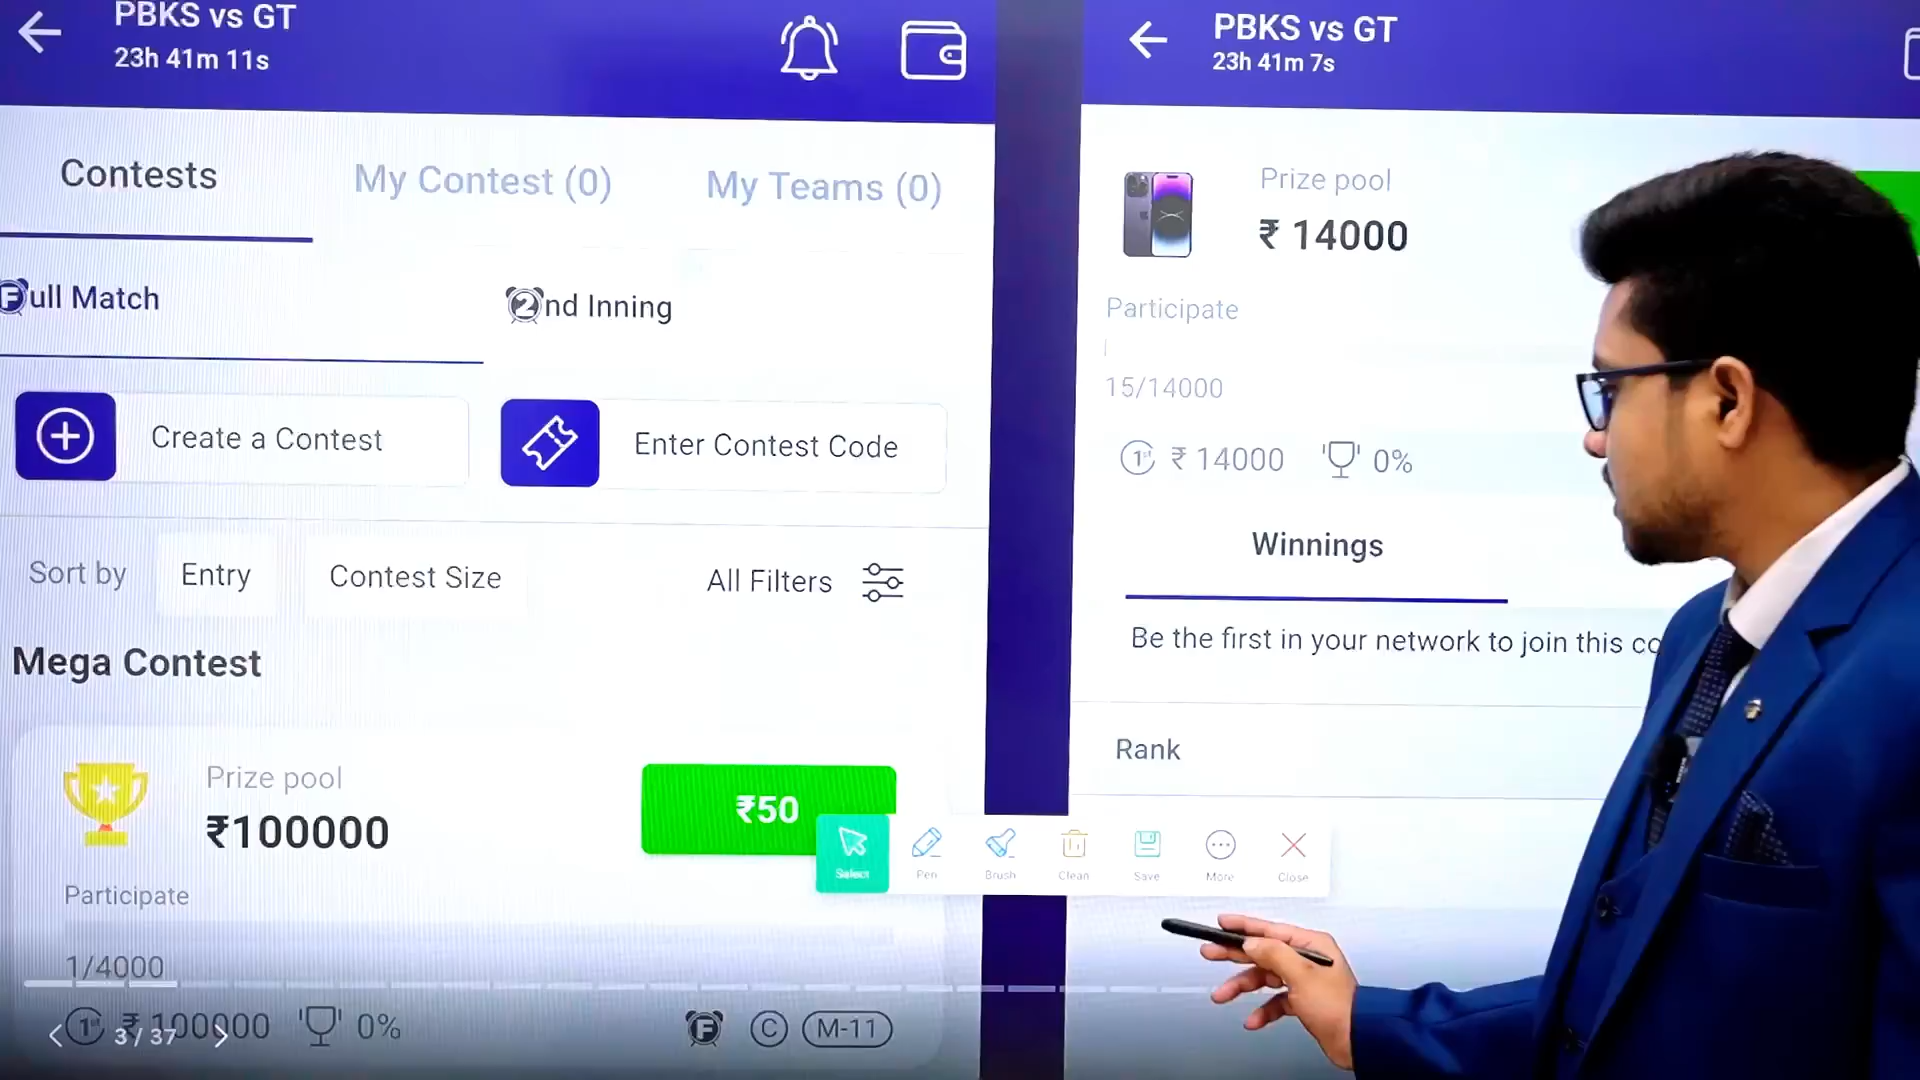 PBKS vs GT
23h 41m 11s
Contests
My Contest (0)
My Teams (0)
Full Match
2nd Inning
Create a Contest
Enter Contest Code
Sort by
Entry
Contest Size
All Filters
Mega Contest
Prize pool
₹100000
₹50
Participate
1/4000
1st ₹ 100000
0%
F
C
M-11
3 / 37
PBKS vs GT
23h 41m 7s
Prize pool
₹ 14000
Participate
15/14000
1st ₹ 14000
0%
Winnings
Be the first in your network to join this co
Rank
Select
Pen
Brush
Clean
Save
More
Close